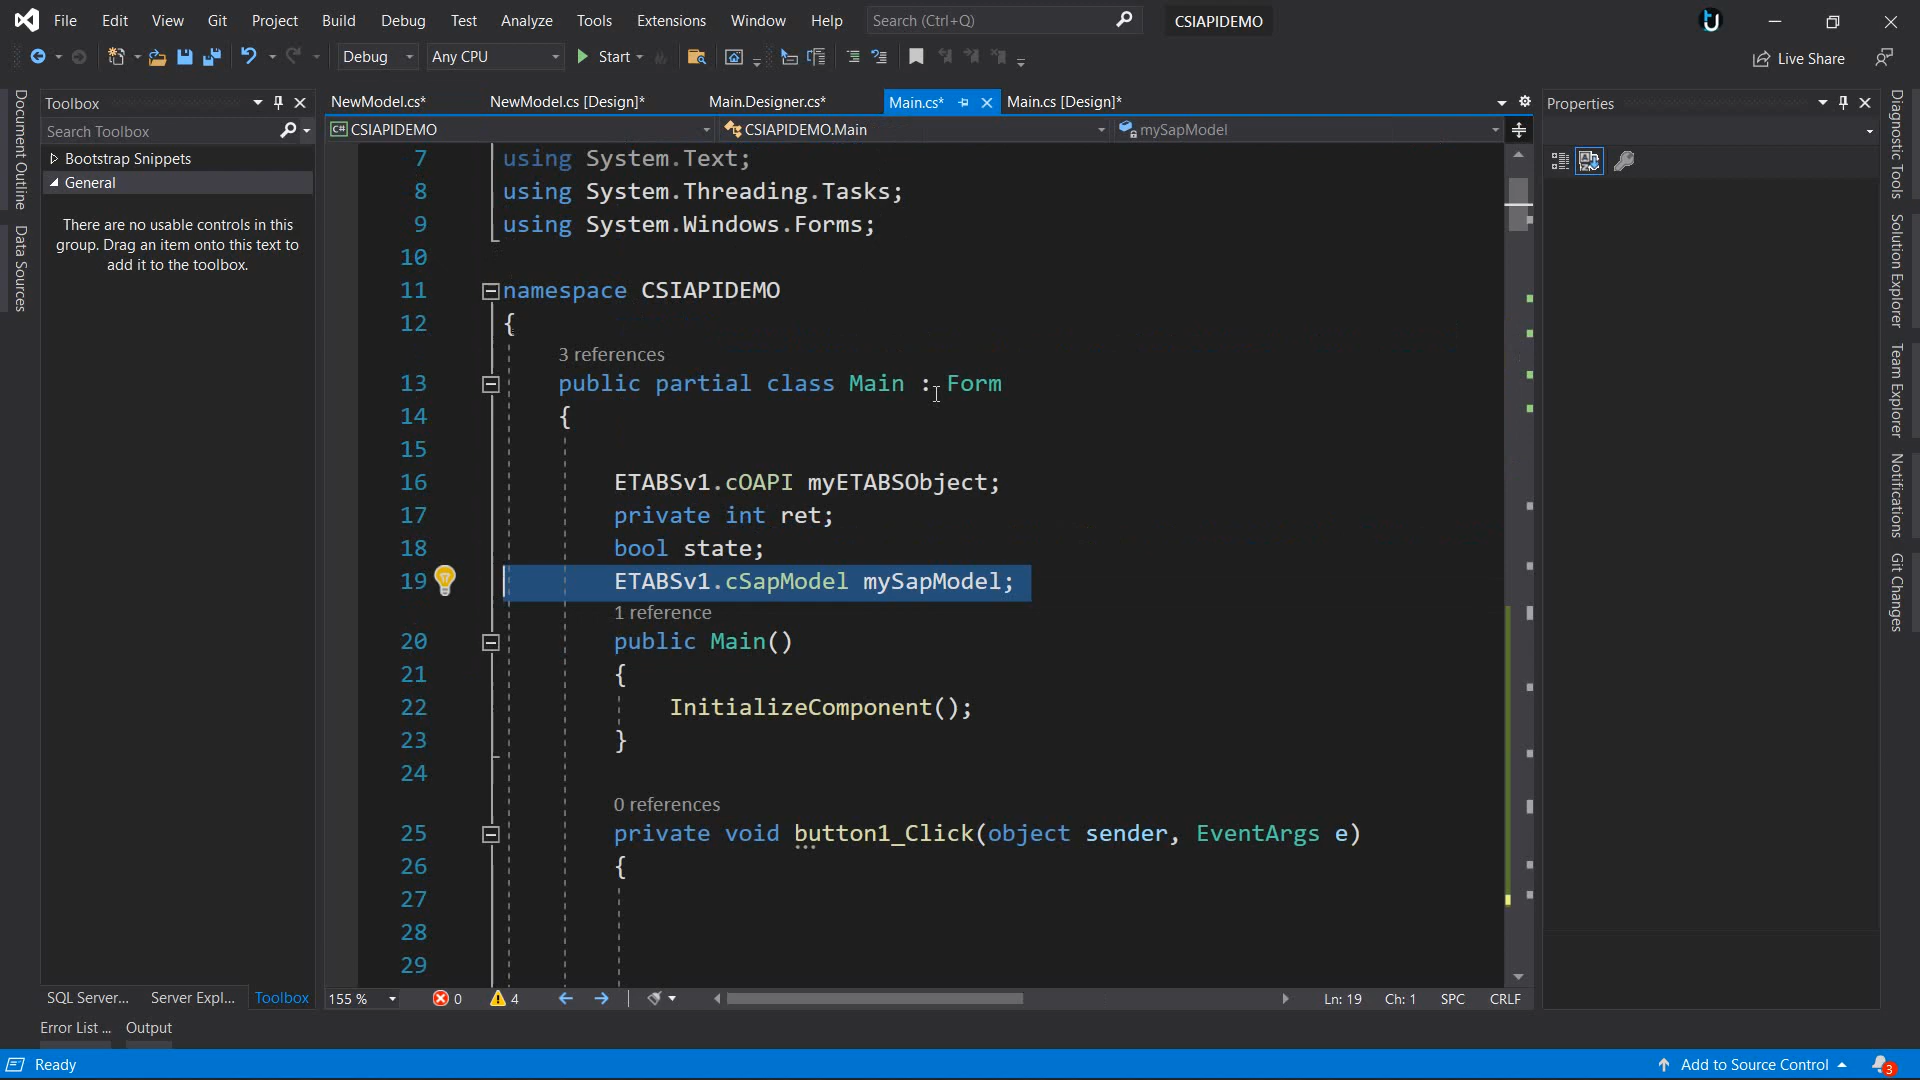 File Edit View Git Project Build Debug Test Analyze Tools Extensions Window Help Search (Ctrl+Q) CSIAPIDEMO
Debug Any CPU Start Live Share
Document Outline
Data Sources
Toolbox
Search Toolbox
Bootstrap Snippets
General
There are no usable controls in this
group. Drag an item onto this text to
add it to the toolbox.
SQL Server... Server Expl... Toolbox
NewModel.cs* NewModel.cs [Design]* Main.Designer.cs* Main.cs* Main.cs [Design]*
C# CSIAPIDEMO CSIAPIDEMO.Main mySapModel
7 using System.Text;
8 using System.Threading.Tasks;
9 using System.Windows.Forms;
10
11 namespace CSIAPIDEMO
12 {
3 references
13 public partial class Main : Form
14 {
15
16 ETABSv1.cOAPI myETABSObject;
17 private int ret;
18 bool state;
19 ETABSv1.cSapModel mySapModel;
1 reference
20 public Main()
21 {
22 InitializeComponent();
23 }
24
0 references
25 private void button1_Click(object sender, EventArgs e)
26 {
27
28
29
155 % 0 4 Ln: 19 Ch: 1 SPC CRLF
Properties
Diagnostic Tools
Solution Explorer
Team Explorer
Notifications
Git Changes
Error List ... Output
Ready Add to Source Control 3